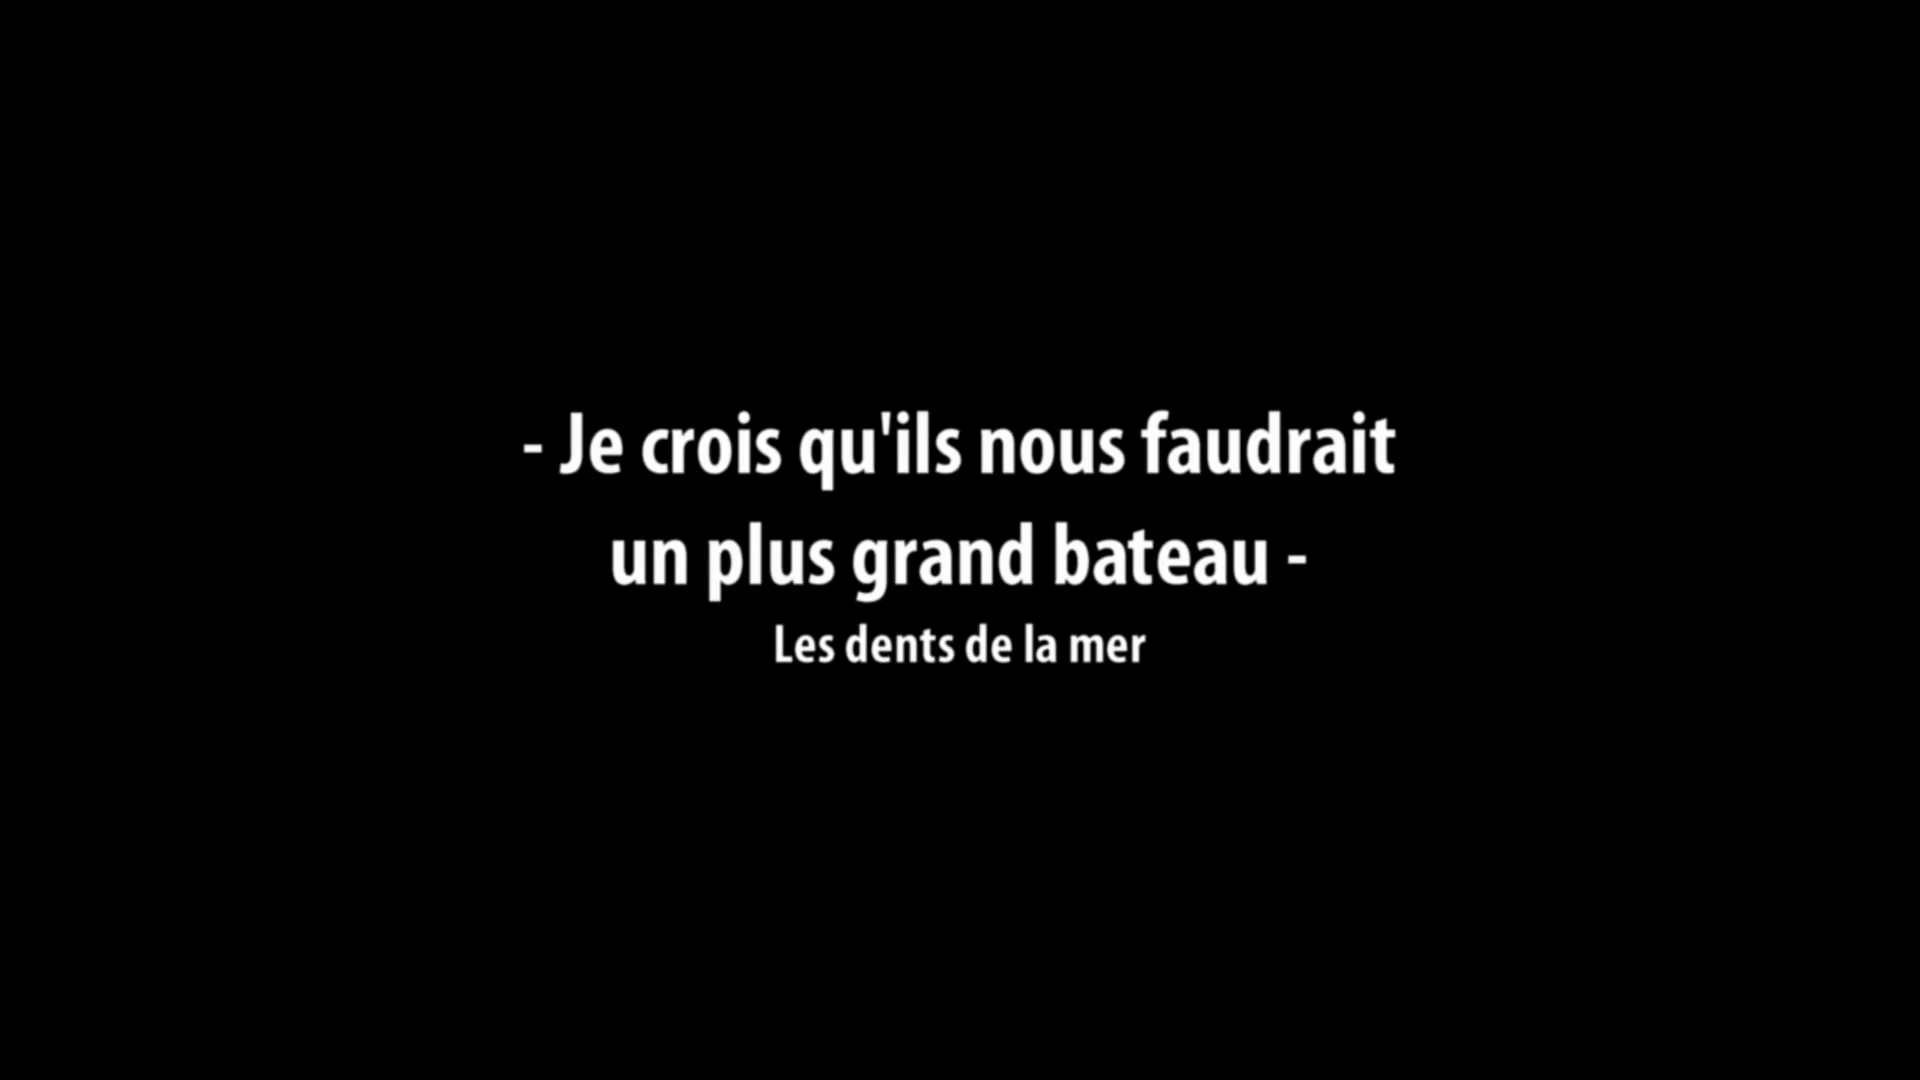 - Je crois qu'ils nous faudrait
un plus grand bateau -
Les dents de la mer